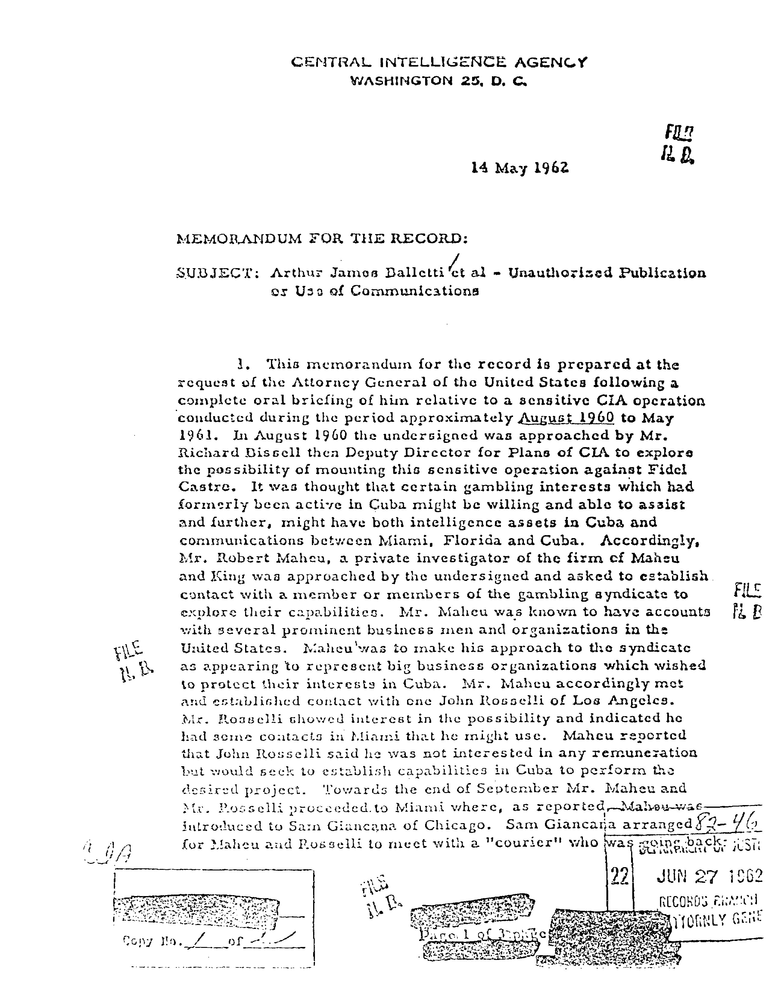 CENTRAL INTELLIGENCE AGENCY
WASHINGTON 25, D. C.
14 May 1962
MEMORANDUM FOR THE RECORD:
SUBJECT: Arthur James Balletti et al - Unauthorized Publication
or Use of Communications
1. This memorandum for the record is prepared at the
request of the Attorney General of the United States following a
complete oral briefing of him relative to a sensitive CIA operation
conducted during the period approximately August 1960 to May
1961. In August 1960 the undersigned was approached by Mr.
Richard Bissell then Deputy Director for Plans of CIA to explore
the possibility of mounting this sensitive operation against Fidel
Castro. It was thought that certain gambling interests which had
formerly been active in Cuba might be willing and able to assist
and further, might have both intelligence assets in Cuba and
communications between Miami, Florida and Cuba. Accordingly,
Mr. Robert Maheu, a private investigator of the firm of Maheu
and King was approached by the undersigned and asked to establish
contact with a member or members of the gambling syndicate to
explore their capabilities. Mr. Maheu was known to have accounts
FILE
with several prominent business men and organizations in the
United States. Maheu was to make his approach to the syndicate
FILE
as appearing to represent big business organizations which wished
to protect their interests in Cuba. Mr. Maheu accordingly met
and established contact with one John Rosselli of Los Angeles.
Mr. Rosselli showed interest in the possibility and indicated he
had some contacts in Miami that he might use. Maheu reported
that John Rosselli said he was not interested in any remuneration
but would seek to establish capabilities in Cuba to perform the
desired project. Towards the end of September Mr. Maheu and
Mr. Rosselli proceeded to Miami where, as reported, Maheu was
introduced to Sam Giancana of Chicago. Sam Giancana arranged
82-46
for Maheu and Rosselli to meet with a "courier" who was going back
22
JUN 27 1962
FILE
RECORDS BRANCH
Copy No. 1 of
Page 1 of 3